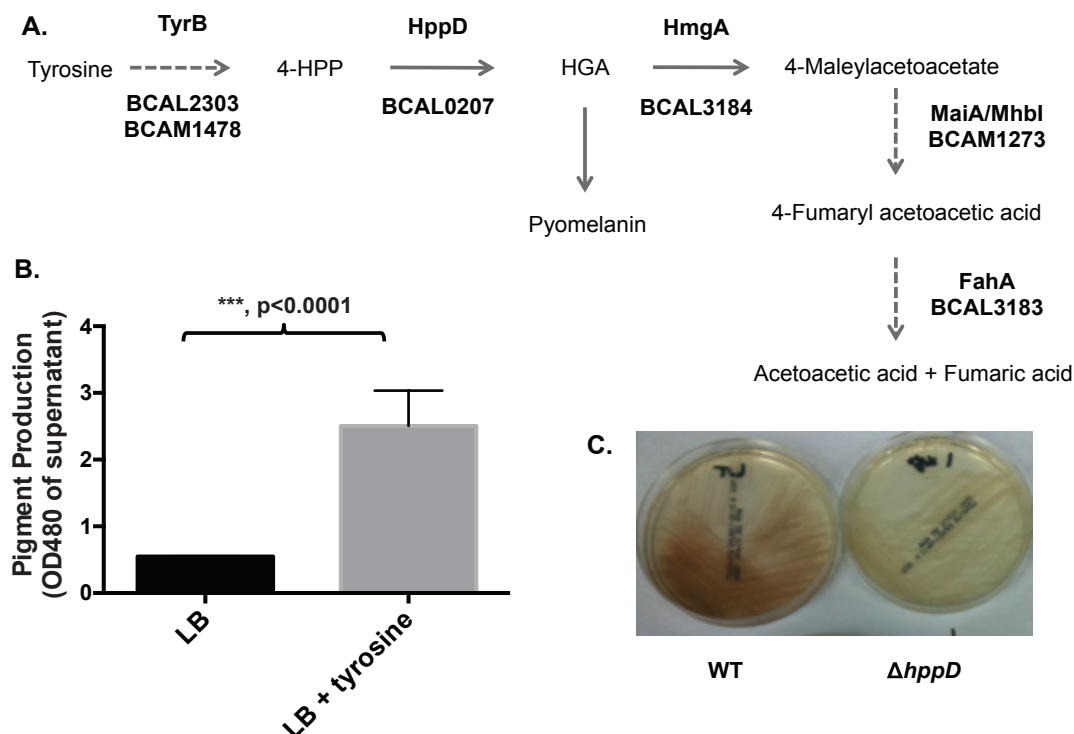 A.
TyrB
HppD
HmgA
Tyrosine
4-HPP
HGA
4-Maleylacetoacetate
BCAL2303
BCAM1478
BCAL0207
BCAL3184
MaiA/MhbI
BCAM1273
Pyomelanin
4-Fumaryl acetoacetic acid
FahA
BCAL3183
Acetoacetic acid + Fumaric acid
B.
***, p<0.0001
Pigment Production
(OD480 of supernatant)
4
3
2
1
0
LB
LB + tyrosine
C.
WT
ΔhppD